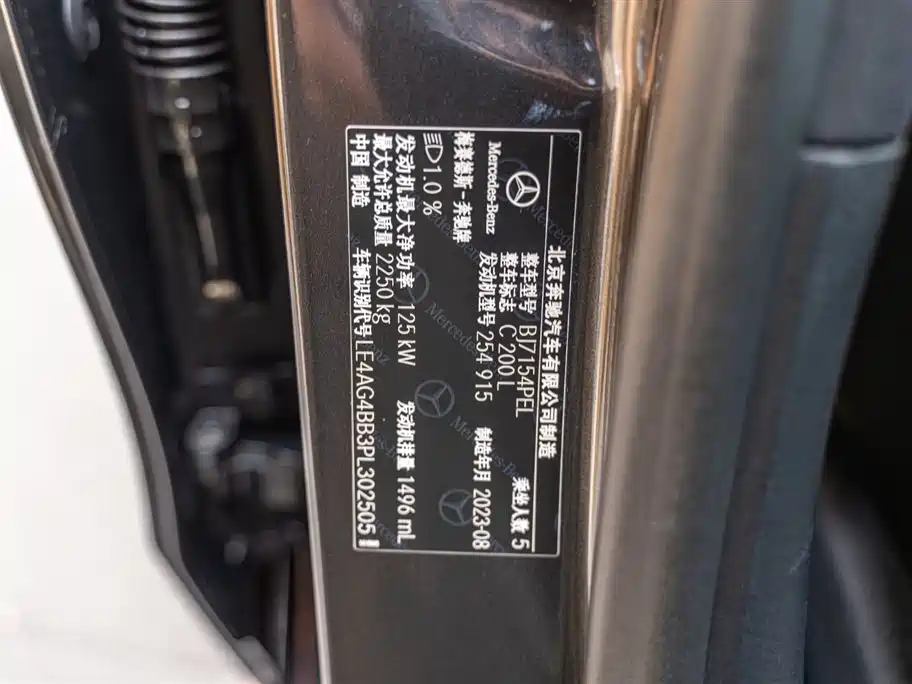 北京奔驰汽车有限公司制造
Mercedes-Benz
梅赛德斯-奔驰牌
整车型号 BJ7154PEL
乘坐人数 5
整车标志 C 200 L
发动机型号 254 915
制造年月 2023-08
1.0 %
发动机最大净功率 125 kW
发动机排量 1496 mL
最大允许总质量 2250 kg
中国 制造
车辆识别代号 LE4AG4BB3PL302505